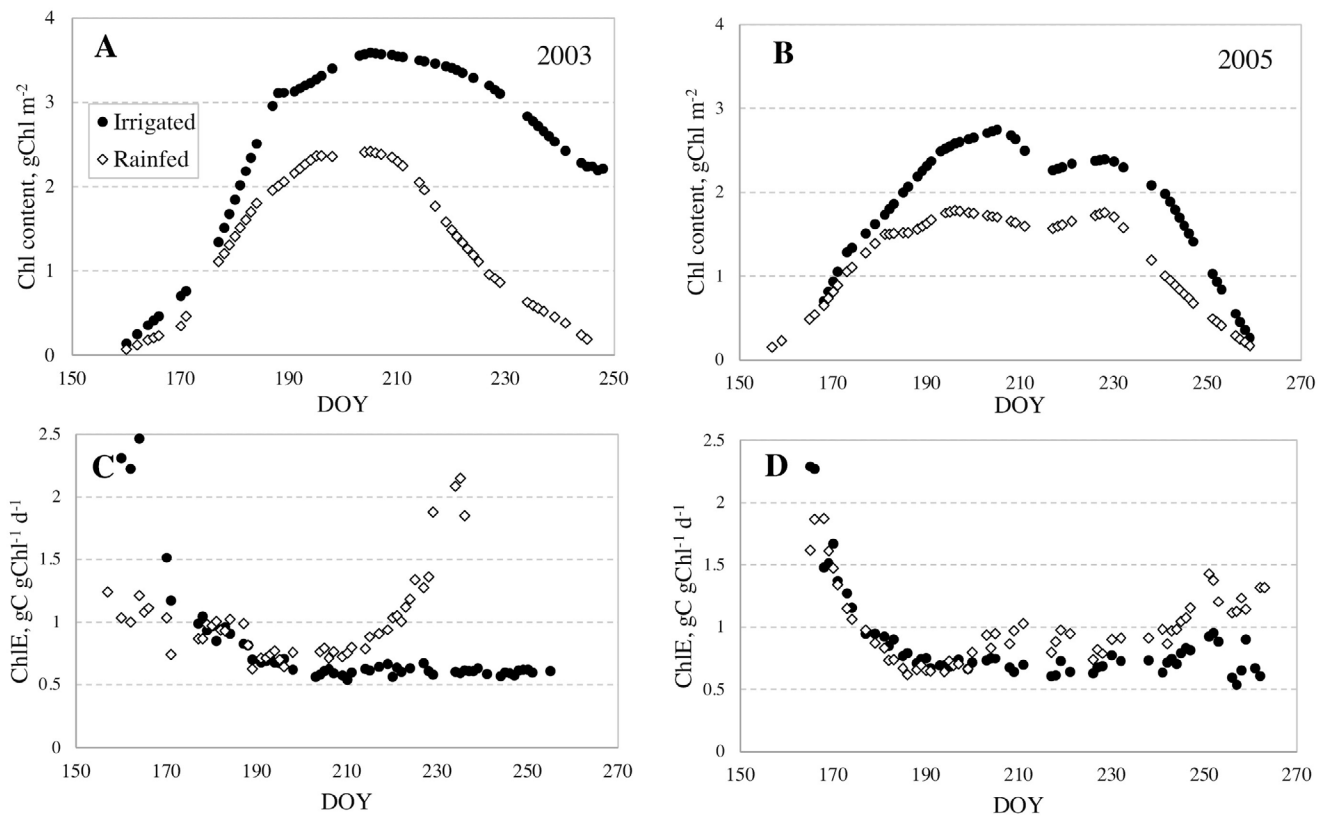 A
2003
Chl content, gChl m-2
4
3
2
1
0
Irrigated
Rainfed
150 170 190 210 230 250
DOY
B
2005
Chl content, gChl m-2
4
3
2
1
0
150 170 190 210 230 250 270
DOY
C
ChlE, gC gChl-1 d-1
2.5
2
1.5
1
0.5
0
150 170 190 210 230 250 270
DOY
D
ChlE, gC gChl-1 d-1
2.5
2
1.5
1
0.5
0
150 170 190 210 230 250 270
DOY